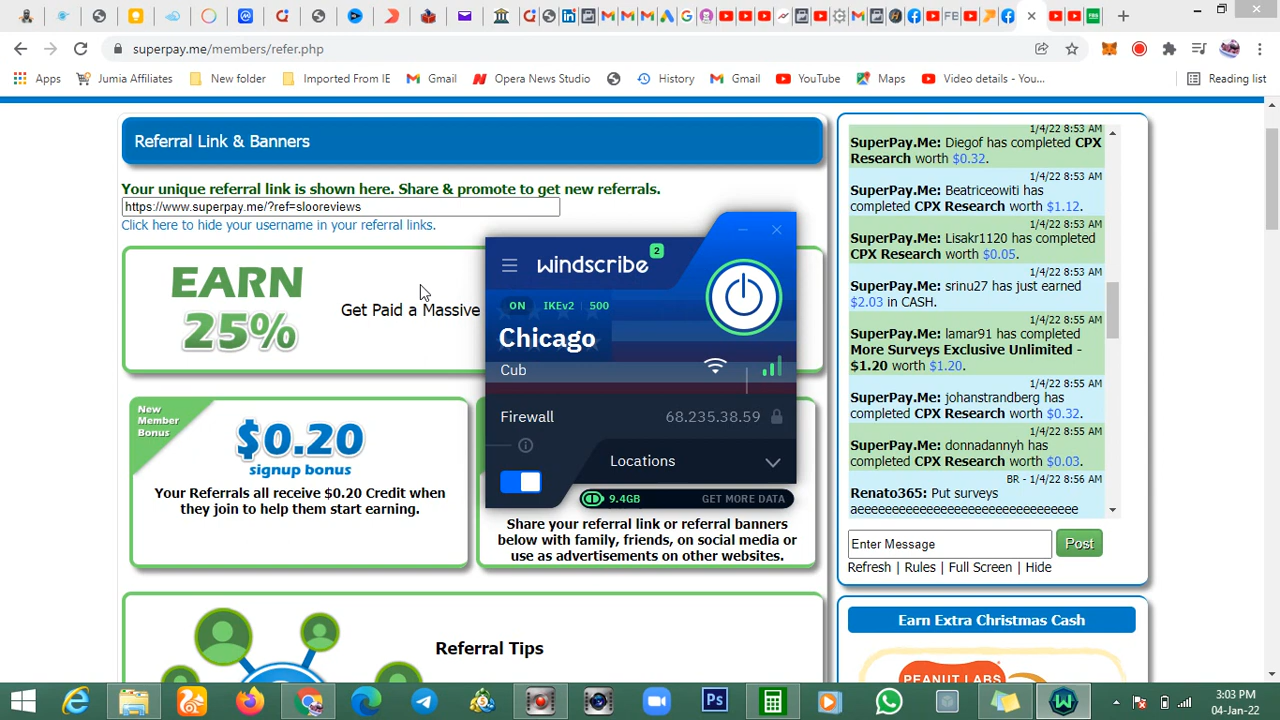 superpay.me/members/refer.php
Apps
Jumia Affiliates
New folder
Imported From IE
Gmail
Opera News Studio
History
Gmail
YouTube
Maps
Video details - You...
Reading list
Referral Link & Banners
Your unique referral link is shown here. Share & promote to get new referrals.
https://www.superpay.me/?ref=slooreviews
Click here to hide your username in your referral links.
EARN
25%
Get Paid a Massive
New
Member
Bonus
$0.20
signup bonus
Your Referrals all receive $0.20 Credit when
they join to help them start earning.
windscribe
2
ON
IKEv2
500
Chicago
Cub
Firewall
68.235.38.59
Locations
9.4GB
GET MORE DATA
Share your referral link or referral banners
below with family, friends, on social media or
use as advertisements on other websites.
Referral Tips
1/4/22 8:53 AM
SuperPay.Me: Diegof has completed CPX
Research worth $0.32.
1/4/22 8:53 AM
SuperPay.Me: Beatriceowiti has
completed CPX Research worth $1.12.
1/4/22 8:53 AM
SuperPay.Me: Lisakr1120 has completed
CPX Research worth $0.05.
1/4/22 8:53 AM
SuperPay.Me: srinu27 has just earned
$2.03 in CASH.
1/4/22 8:55 AM
SuperPay.Me: lamar91 has completed
More Surveys Exclusive Unlimited -
$1.20 worth $1.20.
1/4/22 8:55 AM
SuperPay.Me: johanstrandberg has
completed CPX Research worth $0.32.
1/4/22 8:55 AM
SuperPay.Me: donnadannyh has
completed CPX Research worth $0.03.
BR - 1/4/22 8:56 AM
Renato365: Put surveys
aeeeeeeeeeeeeeeeeeeeeeeeeeeeee
Enter Message
Post
Refresh | Rules | Full Screen | Hide
Earn Extra Christmas Cash
PEANUT LABS
3:03 PM
04-Jan-22